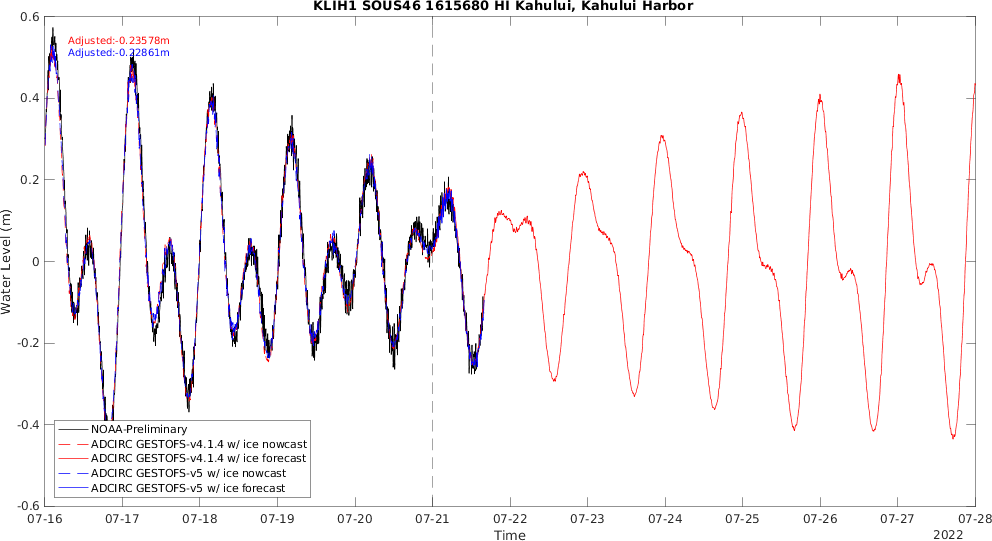 KLIH1 SOUS46 1615680 HI Kahului, Kahului Harbor
Adjusted:-0.23578m
Adjusted:-0.22861m
Water Level (m)
0.6
0.4
0.2
0
-0.2
-0.4
-0.6
NOAA-Preliminary
ADCIRC GESTOFS-v4.1.4 w/ ice nowcast
ADCIRC GESTOFS-v4.1.4 w/ ice forecast
ADCIRC GESTOFS-v5 w/ ice nowcast
ADCIRC GESTOFS-v5 w/ ice forecast
07-16 07-17 07-18 07-19 07-20 07-21 07-22 07-23 07-24 07-25 07-26 07-27 07-28
Time
2022